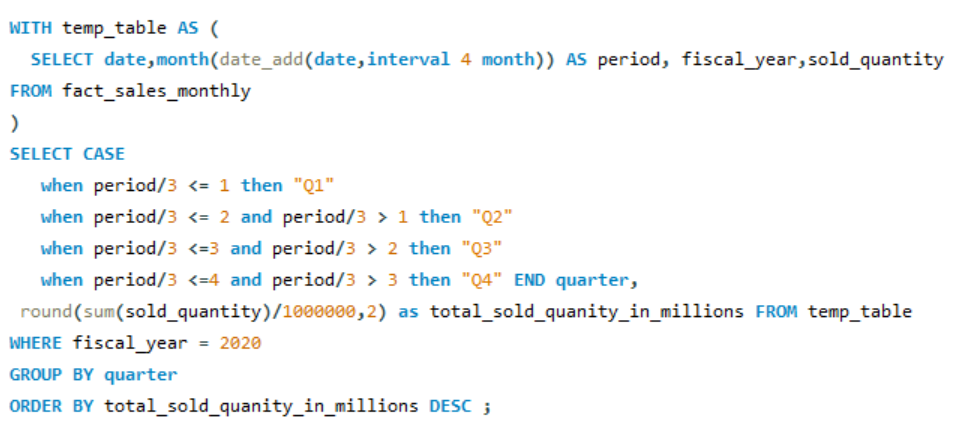 WITH temp_table AS (
SELECT date,month(date_add(date,interval 4 month)) AS period, fiscal_year,sold_quantity
FROM fact_sales_monthly
)
SELECT CASE
when period/3 <= 1 then "Q1"
when period/3 <= 2 and period/3 > 1 then "Q2"
when period/3 <=3 and period/3 > 2 then "Q3"
when period/3 <=4 and period/3 > 3 then "Q4" END quarter,
round(sum(sold_quantity)/1000000,2) as total_sold_quanity_in_millions FROM temp_table
WHERE fiscal_year = 2020
GROUP BY quarter
ORDER BY total_sold_quanity_in_millions DESC ;